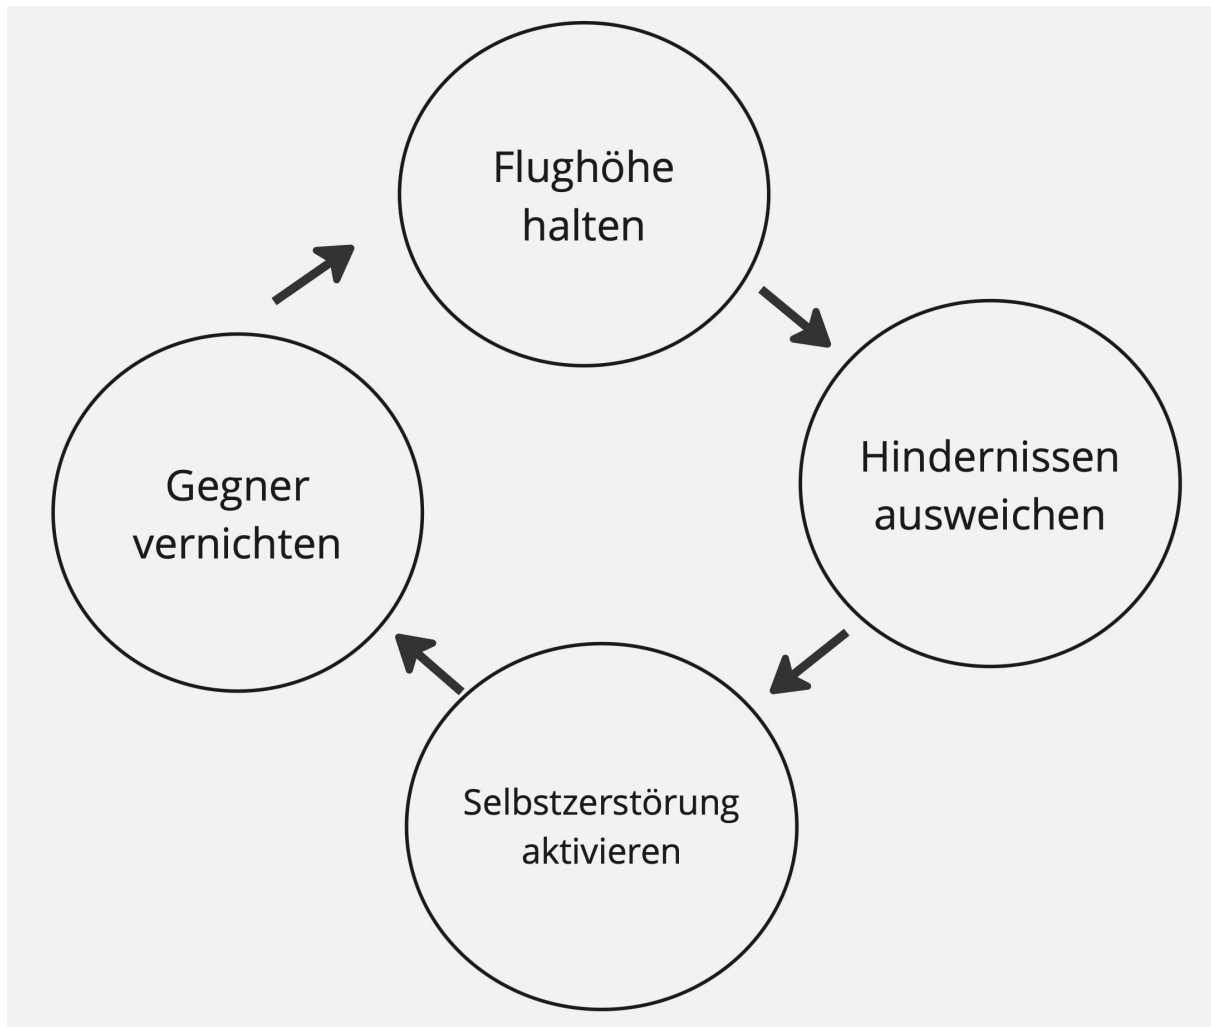 Flughöhe
halten
Hindernissen
ausweichen
Selbstzerstörung
aktivieren
Gegner
vernichten